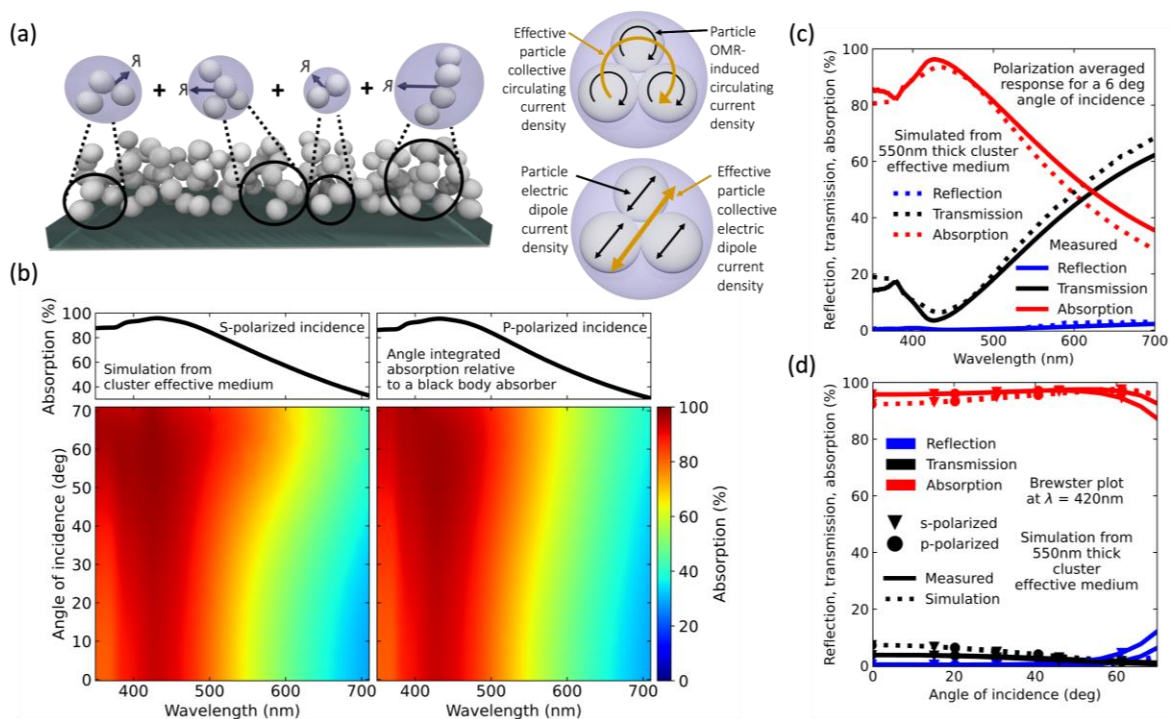 (a)
Я
+
Я
+
Я
+
Я
Effective
particle
collective
circulating
current
density
Particle
OMR-
induced
circulating
current
density
Particle
electric
dipole
current
density
Effective
particle
collective
electric
dipole
current
density
(b)
Absorption (%)
100
80
60
40
S-polarized incidence
Simulation from
cluster effective medium
P-polarized incidence
Angle integrated
absorption relative
to a black body
absorber
Angle of incidence (deg)
70
60
50
40
30
20
10
0
400 500 600 700
Wavelength (nm)
400 500 600 700
Wavelength (nm)
100
80
60
40
20
0
Absorption (%)
(c)
Reflection, transmission, absorption (%)
100
80
60
40
20
0
Polarization averaged
response for a 6 deg
angle of incidence
Simulated from
550nm thick cluster
effective medium
Reflection
Transmission
Absorption
Measured
Reflection
Transmission
Absorption
400 500 600 700
Wavelength (nm)
(d)
Reflection, transmission, absorption (%)
100
80
60
40
20
0
Reflection
Transmission
Absorption
Brewster plot
at λ = 420nm
s-polarized
p-polarized
Simulation from
550nm thick
cluster
effective medium
Measured
Simulation
0 20 40 60
Angle of incidence (deg)